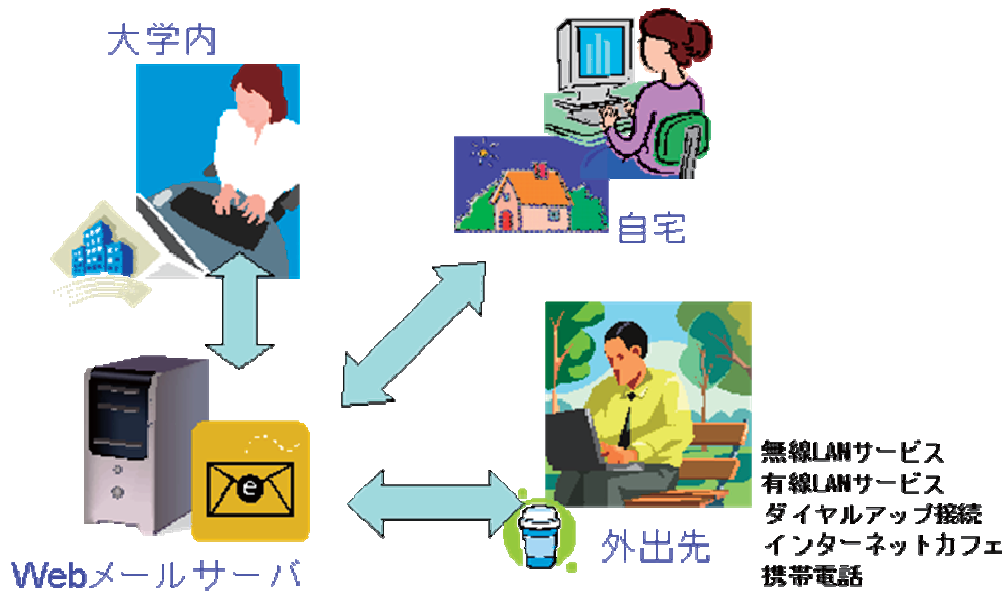 大学内
自宅
無線LANサービス
有線LANサービス
ダイヤルアップ接続
インターネットカフェ
携帯電話
外出先
e
Webメールサーバ